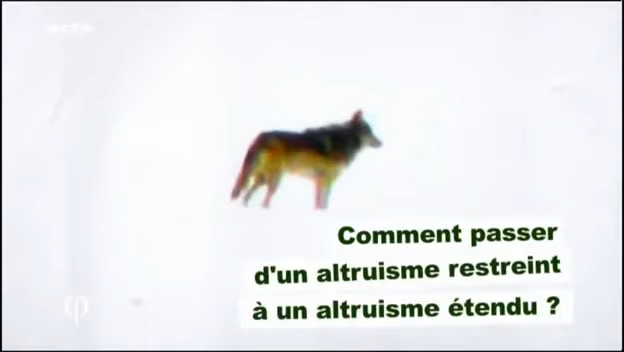 arte
Comment passer
d'un altruisme restreint
à un altruisme étendu ?
φ